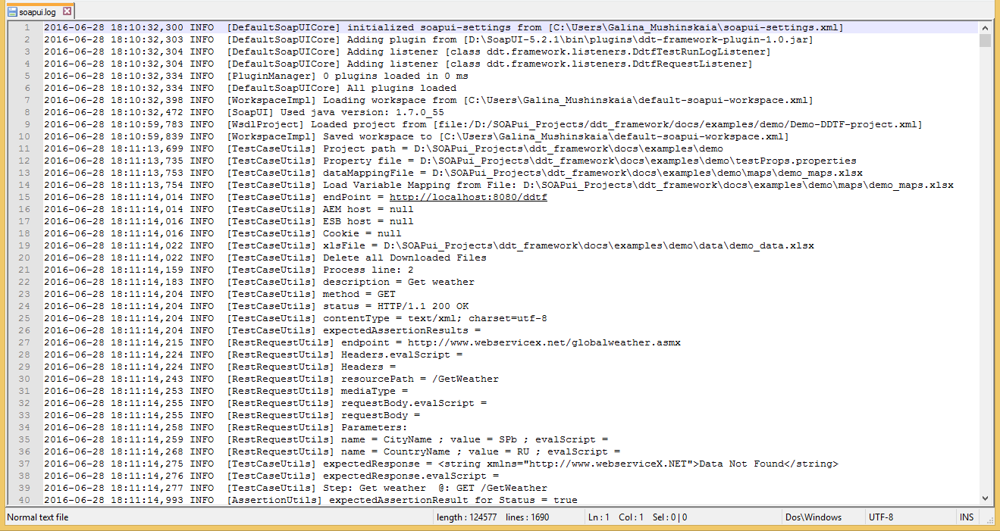 soapui.log
1 2016-06-28 18:10:32,300 INFO [DefaultSoapUICore] initialized soapui-settings from [C:\Users\Galina_Mushinskaia\soapui-settings.xml]
2 2016-06-28 18:10:32,303 INFO [DefaultSoapUICore] Adding plugin from [D:\SoapUI-5.2.1\bin\plugins\ddt-framework-plugin-1.0.jar]
3 2016-06-28 18:10:32,304 INFO [DefaultSoapUICore] Adding listener [class ddt.framework.listeners.DdtfTestRunLogListener]
4 2016-06-28 18:10:32,304 INFO [DefaultSoapUICore] Adding listener [class ddt.framework.listeners.DdtfRequestListener]
5 2016-06-28 18:10:32,334 INFO [PluginManager] 0 plugins loaded in 0 ms
6 2016-06-28 18:10:32,334 INFO [DefaultSoapUICore] All plugins loaded
7 2016-06-28 18:10:32,398 INFO [WorkspaceImpl] Loading workspace from [C:\Users\Galina_Mushinskaia\default-soapui-workspace.xml]
8 2016-06-28 18:10:32,472 INFO [SoapUI] Used java version: 1.7.0_55
9 2016-06-28 18:10:59,783 INFO [WsdlProject] Loaded project from [file:/D:/SOAPui_Projects/ddt_framework/docs/examples/demo/Demo-DDTF-project.xml]
10 2016-06-28 18:10:59,839 INFO [WorkspaceImpl] Saved workspace to [C:\Users\Galina_Mushinskaia\default-soapui-workspace.xml]
11 2016-06-28 18:11:13,699 INFO [TestCaseUtils] Project path = D:\SOAPui_Projects\ddt_framework\docs\examples\demo
12 2016-06-28 18:11:13,735 INFO [TestCaseUtils] Property file = D:\SOAPui_Projects\ddt_framework\docs\examples\demo\testProps.properties
13 2016-06-28 18:11:13,753 INFO [TestCaseUtils] dataMappingFile = D:\SOAPui_Projects\ddt_framework\docs\examples\demo\maps\demo_maps.xlsx
14 2016-06-28 18:11:13,754 INFO [TestCaseUtils] Load Variable Mapping from File: D:\SOAPui_Projects\ddt_framework\docs\examples\demo\maps\demo_maps.xlsx
15 2016-06-28 18:11:14,014 INFO [TestCaseUtils] endPoint = http://localhost:8080/ddtf
16 2016-06-28 18:11:14,014 INFO [TestCaseUtils] AEM host = null
17 2016-06-28 18:11:14,016 INFO [TestCaseUtils] ESB host = null
18 2016-06-28 18:11:14,016 INFO [TestCaseUtils] Cookie = null
19 2016-06-28 18:11:14,022 INFO [TestCaseUtils] xlsFile = D:\SOAPui_Projects\ddt_framework\docs\examples\demo\data\demo_data.xlsx
20 2016-06-28 18:11:14,022 INFO [TestCaseUtils] Delete all Downloaded Files
21 2016-06-28 18:11:14,159 INFO [TestCaseUtils] Process line: 2
22 2016-06-28 18:11:14,183 INFO [TestCaseUtils] description = Get weather
23 2016-06-28 18:11:14,204 INFO [TestCaseUtils] method = GET
24 2016-06-28 18:11:14,204 INFO [TestCaseUtils] status = HTTP/1.1 200 OK
25 2016-06-28 18:11:14,204 INFO [TestCaseUtils] contentType = text/xml; charset=utf-8
26 2016-06-28 18:11:14,204 INFO [TestCaseUtils] expectedAssertionResults =
27 2016-06-28 18:11:14,215 INFO [RestRequestUtils] endpoint = http://www.webservicex.net/globalweather.asmx
28 2016-06-28 18:11:14,224 INFO [RestRequestUtils] Headers.evalScript =
29 2016-06-28 18:11:14,224 INFO [RestRequestUtils] Headers =
30 2016-06-28 18:11:14,243 INFO [RestRequestUtils] resourcePath = /GetWeather
31 2016-06-28 18:11:14,253 INFO [RestRequestUtils] mediaType =
32 2016-06-28 18:11:14,255 INFO [RestRequestUtils] requestBody.evalScript =
33 2016-06-28 18:11:14,255 INFO [RestRequestUtils] requestBody =
34 2016-06-28 18:11:14,258 INFO [RestRequestUtils] Parameters:
35 2016-06-28 18:11:14,259 INFO [RestRequestUtils] name = CityName ; value = SPb ; evalScript =
36 2016-06-28 18:11:14,268 INFO [RestRequestUtils] name = CountryName ; value = RU ; evalScript =
37 2016-06-28 18:11:14,275 INFO [TestCaseUtils] expectedResponse = <string xmlns="http://www.webserviceX.NET">Data Not Found</string>
38 2016-06-28 18:11:14,276 INFO [TestCaseUtils] expectedResponse.evalScript =
39 2016-06-28 18:11:14,277 INFO [TestCaseUtils] Step: Get weather @: GET /GetWeather
40 2016-06-28 18:11:14,993 INFO [AssertionUtils] expectedAssertionResult for Status = true
Normal text file length : 124577 lines : 1690 Ln : 1 Col : 1 Sel : 0 | 0 Dos\Windows UTF-8 INS